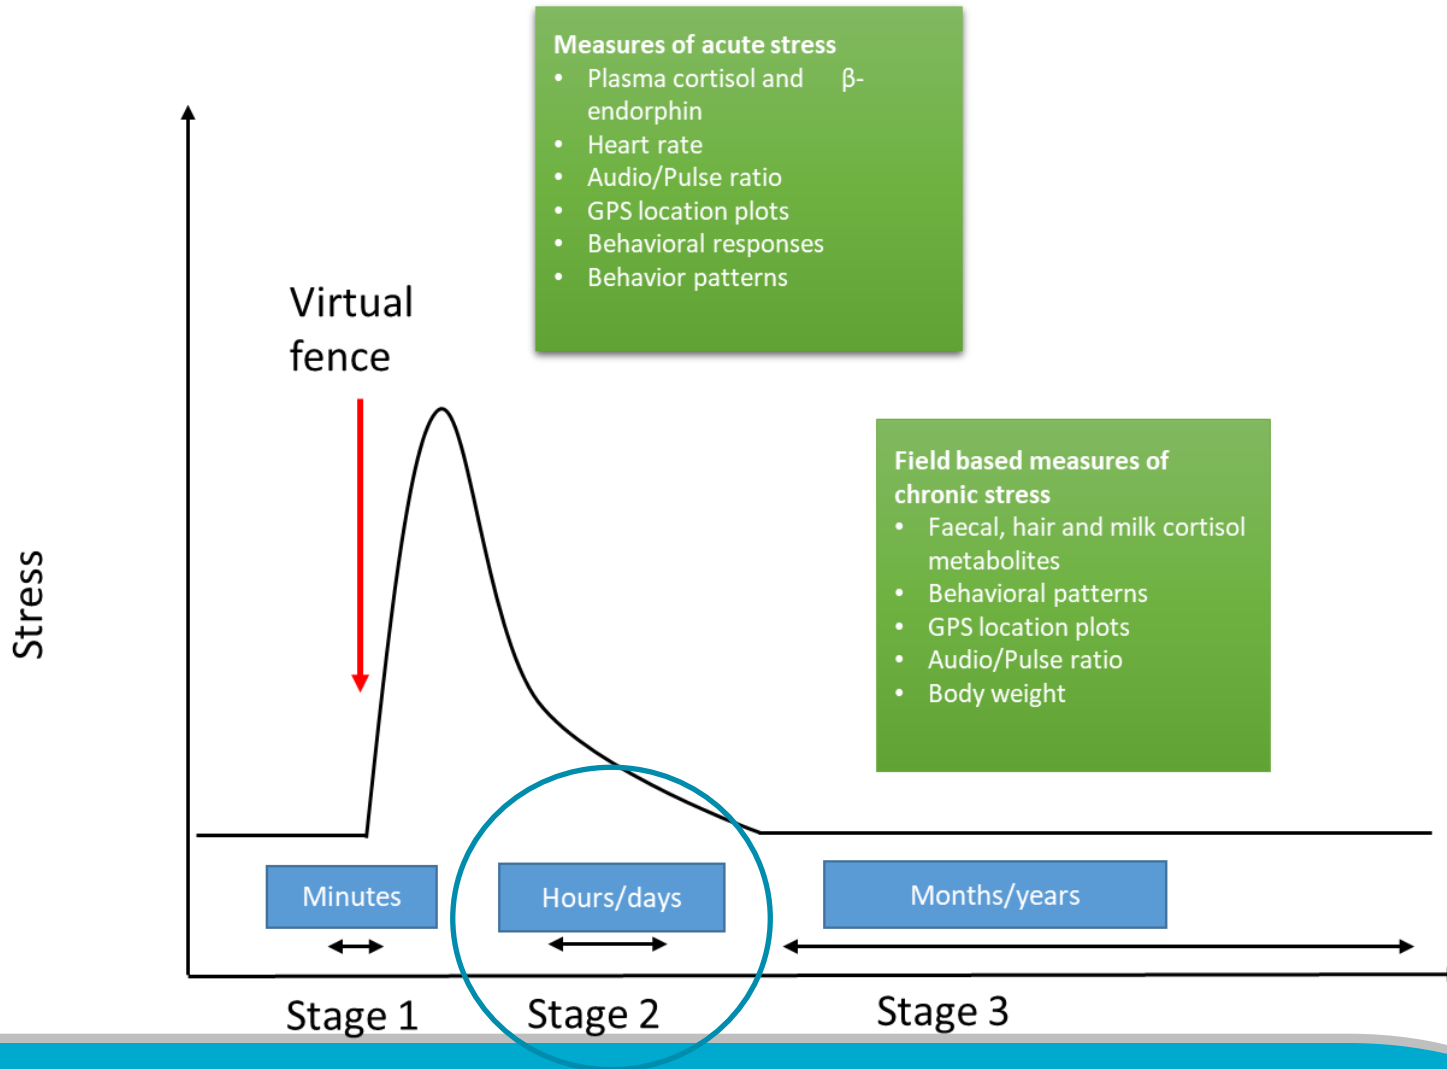 Measures of acute stress
• Plasma cortisol and β-
endorphin
• Heart rate
• Audio/Pulse ratio
• GPS location plots
• Behavioral responses
• Behavior patterns
Virtual
fence
Field based measures of
chronic stress
• Faecal, hair and milk cortisol
metabolites
• Behavioral patterns
• GPS location plots
• Audio/Pulse ratio
• Body weight
Stress
Minutes
Hours/days
Months/years
Stage 1
Stage 2
Stage 3